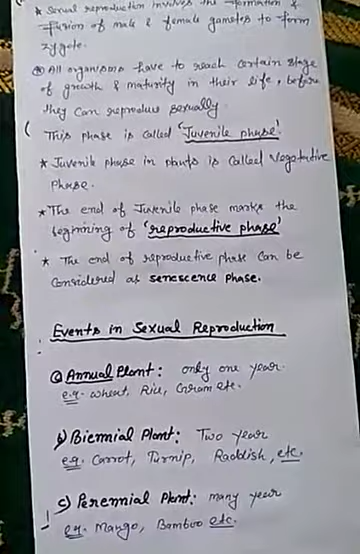 * Sexual reproduction involves the formation &
fusion of male & female gametes to form
zygote.
⊛ All organisms have to reach certain stage
of growth & maturity in their life, before
they can reproduce sexually.
( This phase is called 'Juvenile phase'.
* Juvenile phase in plants is called Vegetative
Phase.
* The end of Juvenile phase marks the
beginning of 'reproductive phase'
* The end of reproductive phase can be
Considered as senescence phase.
Events in Sexual Reproduction
a) Annual Plant: only one year.
e.g. wheat, Rice, Gram etc.
b) Biennial Plant: Two year
e.g. Carrot, Turnip, Raddish, etc.
c) Perennial Plant: many year
e.g. Mango, Bamboo etc.